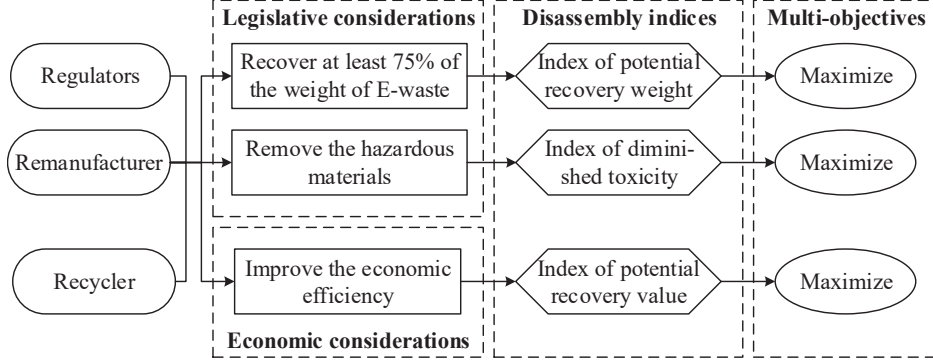 Legislative considerations
Disassembly indices
Multi-objectives
Regulators
Recover at least 75% of
the weight of E-waste
Index of potential
recovery weight
Maximize
Remanufacturer
Remove the hazardous
materials
Index of dimini-
shed toxicity
Maximize
Recycler
Improve the economic
efficiency
Index of potential
recovery value
Maximize
Economic considerations